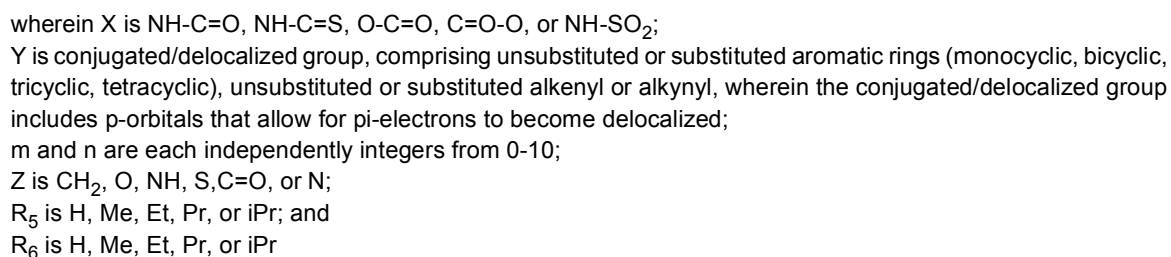 wherein X is NH-C=O, NH-C=S, O-C=O, C=O-O, or NH-SO₂;
Y is conjugated/delocalized group, comprising unsubstituted or substituted aromatic rings (monocyclic, bicyclic,
tricyclic, tetracyclic), unsubstituted or substituted alkenyl or alkynyl, wherein the conjugated/delocalized group
includes p-orbitals that allow for pi-electrons to become delocalized;
m and n are each independently integers from 0-10;
Z is CH₂, O, NH, S,C=O, or N;
R₅ is H, Me, Et, Pr, or iPr; and
R₆ is H, Me, Et, Pr, or iPr